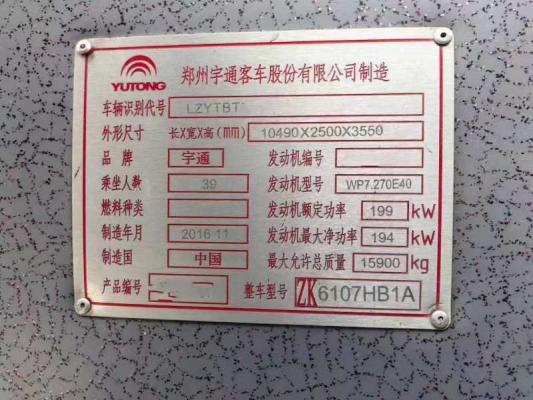 YUTONG 郑州宇通客车股份有限公司制造
车辆识别代号 LZYTBT
外形尺寸 长X宽X高(mm) 10490X2500X3550
品牌 宇通 发动机编号
乘坐人数 39 发动机型号 WP7.270E40
燃料种类 发动机额定功率 199 kW
制造年月 2016 11 发动机最大净功率 194 kW
制造国 中国 最大允许总质量 15900 kg
产品编号 整车型号 ZK6107HB1A